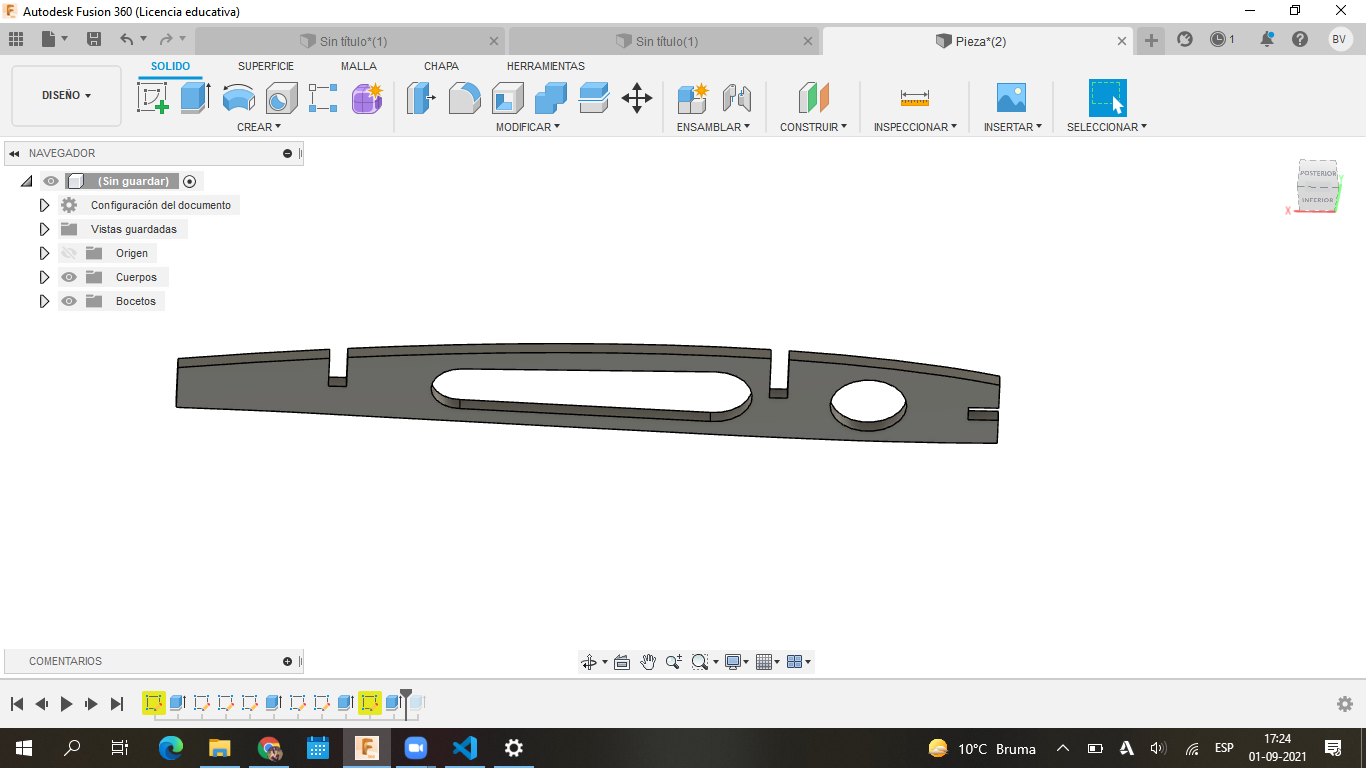 Autodesk Fusion 360 (Licencia educativa)
Sin título*(1)
Sin título(1)
Pieza*(2)
1
BV
DISEÑO
SOLIDO
SUPERFICIE
MALLA
CHAPA
HERRAMIENTAS
CREAR
MODIFICAR
ENSAMBLAR
CONSTRUIR
INSPECCIONAR
INSERTAR
SELECCIONAR
NAVEGADOR
(Sin guardar)
Configuración del documento
Vistas guardadas
Origen
Cuerpos
Bocetos
POSTERIOR
INFERIOR
X
Y
COMENTARIOS
10°C Bruma
ESP
17:24
01-09-2021